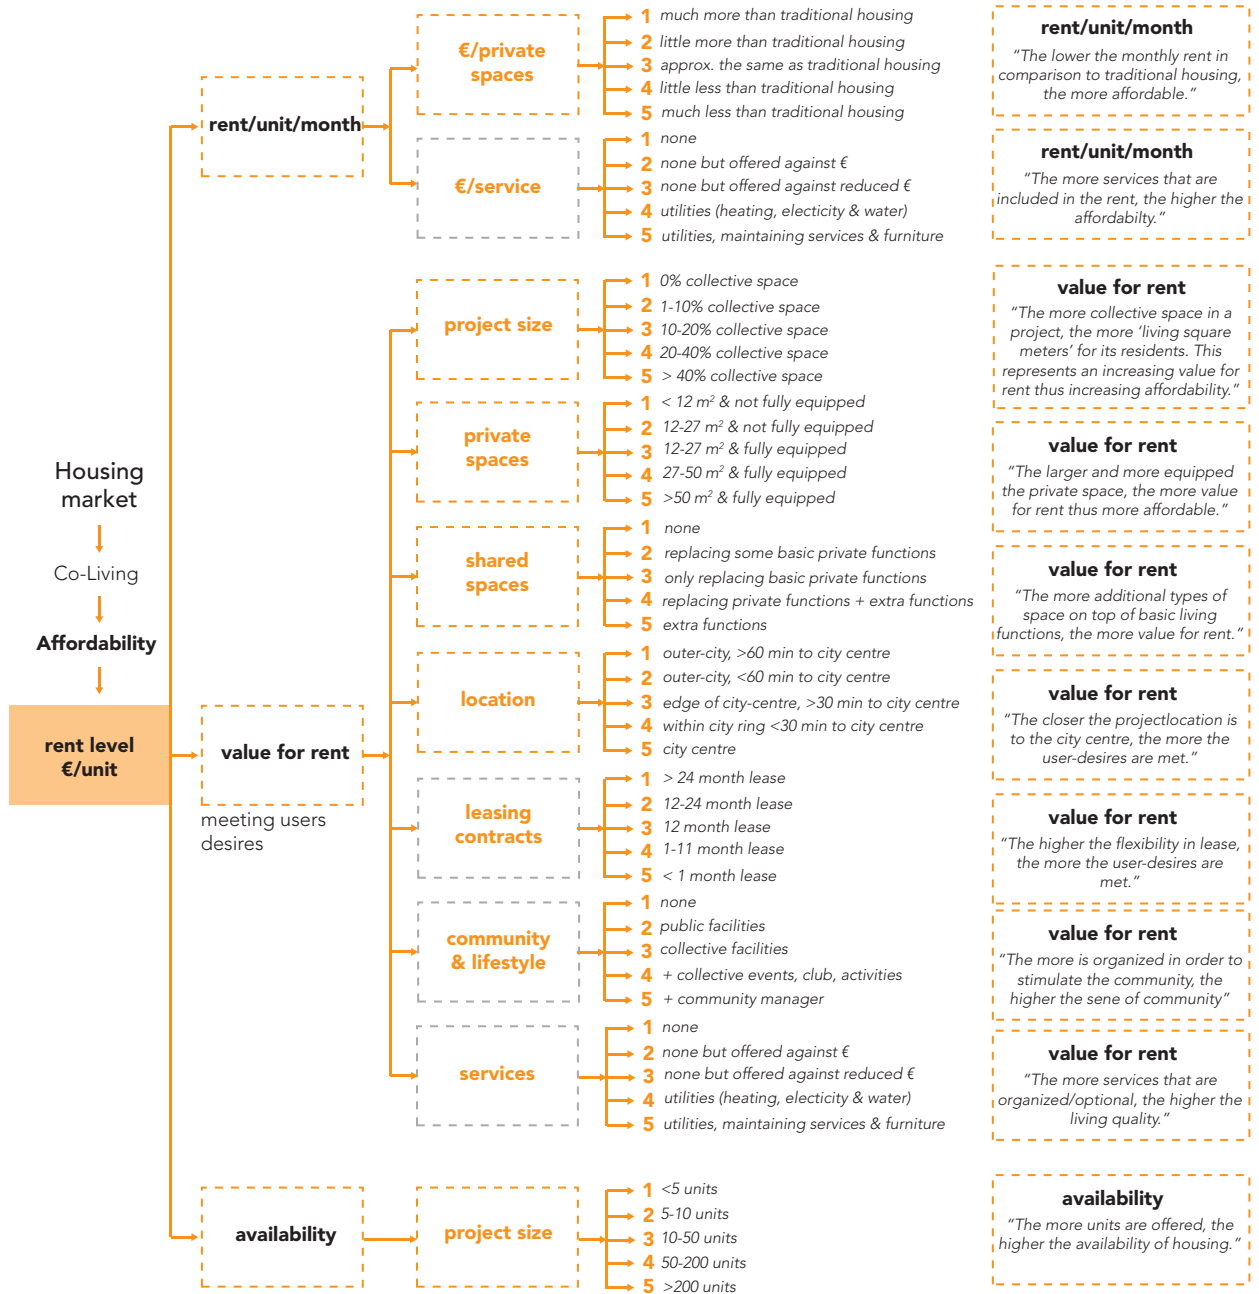 Housing
market
Co-Living
Affordability
rent level
€/unit
rent/unit/month
€/private
spaces
1 much more than traditional housing
2 little more than traditional housing
3 approx. the same as traditional housing
4 little less than traditional housing
5 much less than traditional housing
rent/unit/month
“The lower the monthly rent in
comparison to traditional housing,
the more affordable.”
€/service
1 none
2 none but offered against €
3 none but offered against reduced €
4 utilities (heating, electicity & water)
5 utilities, maintaining services & furniture
rent/unit/month
“The more services that are
included in the rent, the higher the
affordabilty.”
value for rent
meeting users
desires
project size
1 0% collective space
2 1-10% collective space
3 10-20% collective space
4 20-40% collective space
5 > 40% collective space
value for rent
“The more collective space in a
project, the more ‘living square
meters’ for its residents. This
represents an increasing value for
rent thus increasing affordability.”
private
spaces
1 < 12 m² & not fully equipped
2 12-27 m² & not fully equipped
3 12-27 m² & fully equipped
4 27-50 m² & fully equipped
5 >50 m² & fully equipped
value for rent
“The larger and more equipped
the private space, the more value
for rent thus more affordable.”
shared
spaces
1 none
2 replacing some basic private functions
3 only replacing basic private functions
4 replacing private functions + extra functions
5 extra functions
value for rent
“The more additional types of
space on top of basic living
functions, the more value for rent.”
location
1 outer-city, >60 min to city centre
2 outer-city, <60 min to city centre
3 edge of city-centre, >30 min to city centre
4 within city ring <30 min to city centre
5 city centre
value for rent
“The closer the projectlocation is
to the city centre, the more the
user-desires are met.”
leasing
contracts
1 > 24 month lease
2 12-24 month lease
3 12 month lease
4 1-11 month lease
5 < 1 month lease
value for rent
“The higher the flexibility in lease,
the more the user-desires are
met.”
community
& lifestyle
1 none
2 public facilities
3 collective facilities
4 + collective events, club, activities
5 + community manager
value for rent
“The more is organized in order to
stimulate the community, the
higher the sene of community”
services
1 none
2 none but offered against €
3 none but offered against reduced €
4 utilities (heating, electicity & water)
5 utilities, maintaining services & furniture
value for rent
“The more services that are
organized/optional, the higher the
living quality.”
availability
project size
1 <5 units
2 5-10 units
3 10-50 units
4 50-200 units
5 >200 units
availability
“The more units are offered, the
higher the availability of housing.”